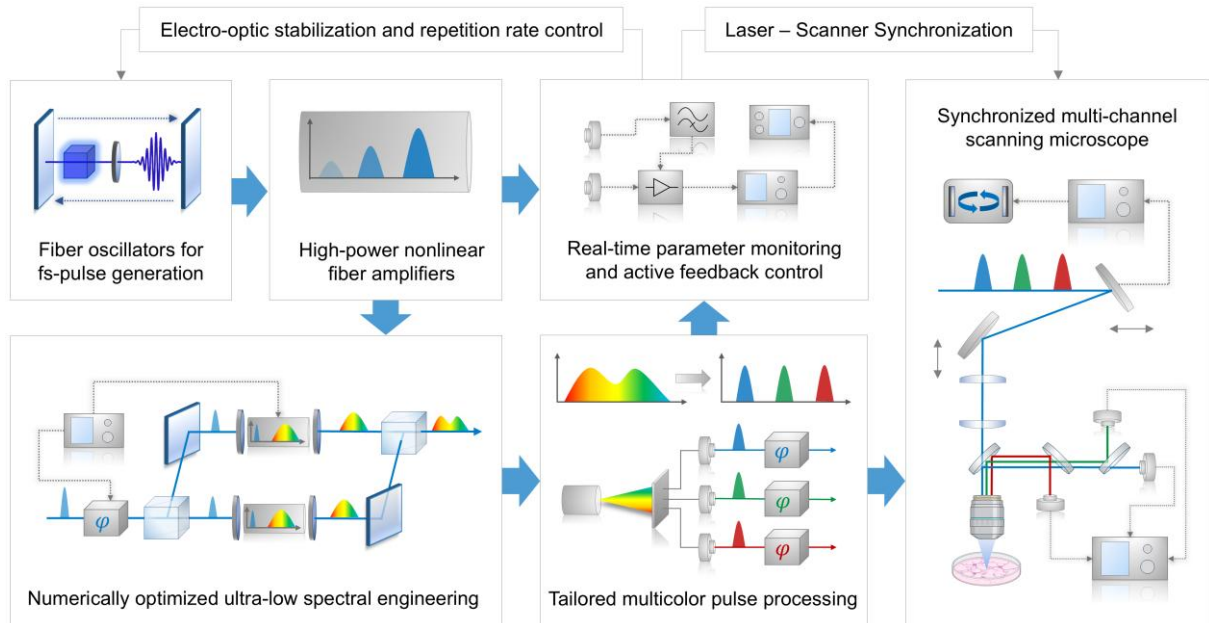 Electro-optic stabilization and repetition rate control
Laser – Scanner Synchronization
Fiber oscillators for
fs-pulse generation
High-power nonlinear
fiber amplifiers
Real-time parameter monitoring
and active feedback control
Synchronized multi-channel
scanning microscope
φ
Numerically optimized ultra-low spectral engineering
φ
φ
φ
Tailored multicolor pulse processing